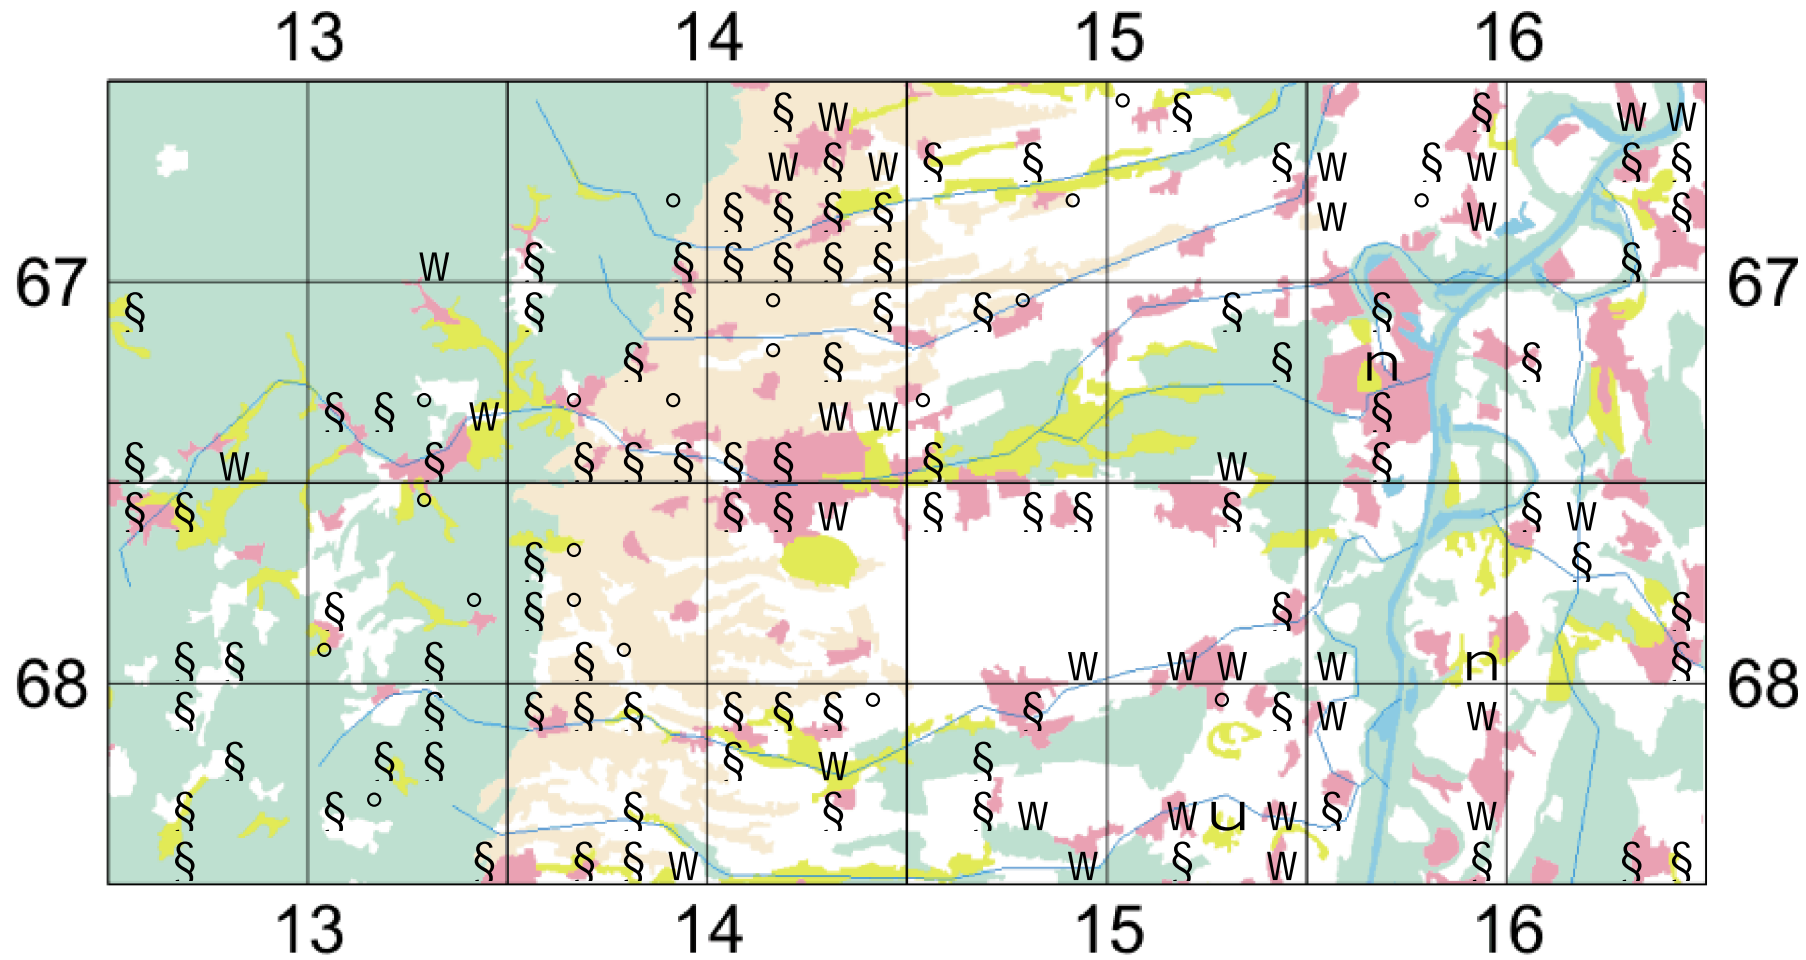 13 14 15 16
§ W ° § § W W
W § W § § § W § W § §
° § § § § ° W ° W §
W § § § § § § §
67 67
§ § § ° § § ° § §
§ ° § § n §
§ § ° W ° ° W W ° §
§ W § § § § § § § W §
§ § ° § § W § § § § § W
§ ° §
§ ° § ° § §
§ § ° § § ° W W W W n §
68 68
§ § § § § § § § ° § ° § W W
§ § § § W §
§ § ° § § § W W u W § W
§ § § § W W § W § § §
13 14 15 16